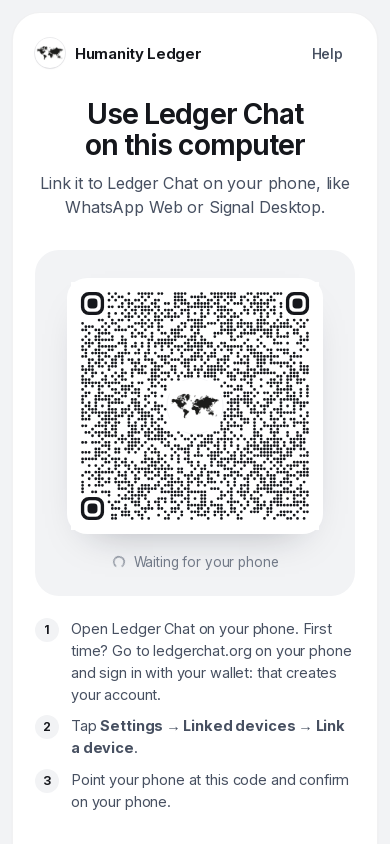 Humanity Ledger
Help
Use Ledger Chat
on this computer
Link it to Ledger Chat on your phone, like
WhatsApp Web or Signal Desktop.
Waiting for your phone
1 Open Ledger Chat on your phone. First
time? Go to ledgerchat.org on your phone
and sign in with your wallet: that creates
your account.
2 Tap Settings → Linked devices → Link
a device.
3 Point your phone at this code and confirm
on your phone.